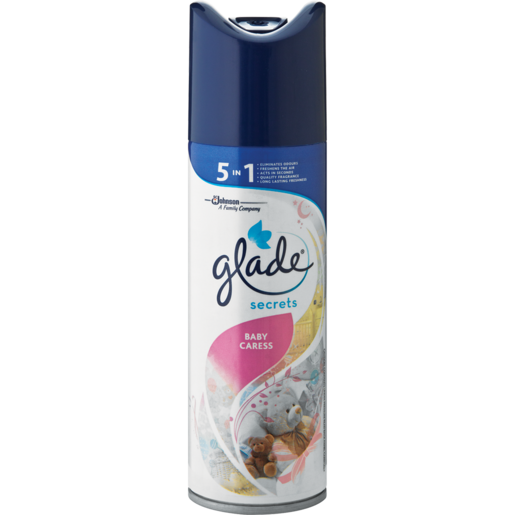 5 IN 1
• ELIMINATES ODOURS
• FRESHENS THE AIR
• ACTS IN SECONDS
• QUALITY FRAGRANCE
• LONG LASTING FRESHNESS
SC Johnson
A Family Company
glade®
secrets
BABY
CARESS